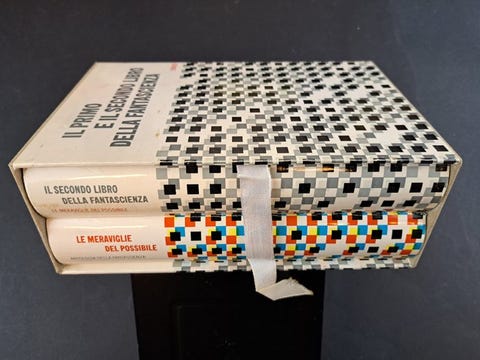 IL PRIMO
E IL SECONDO LIBRO
DELLA FANTASCIENZA
IL SECONDO LIBRO
DELLA FANTASCIENZA
LE MERAVIGLIE DEL POSSIBILE
LE MERAVIGLIE
DEL POSSIBILE
ANTOLOGIA DELLA FANTASCIENZA